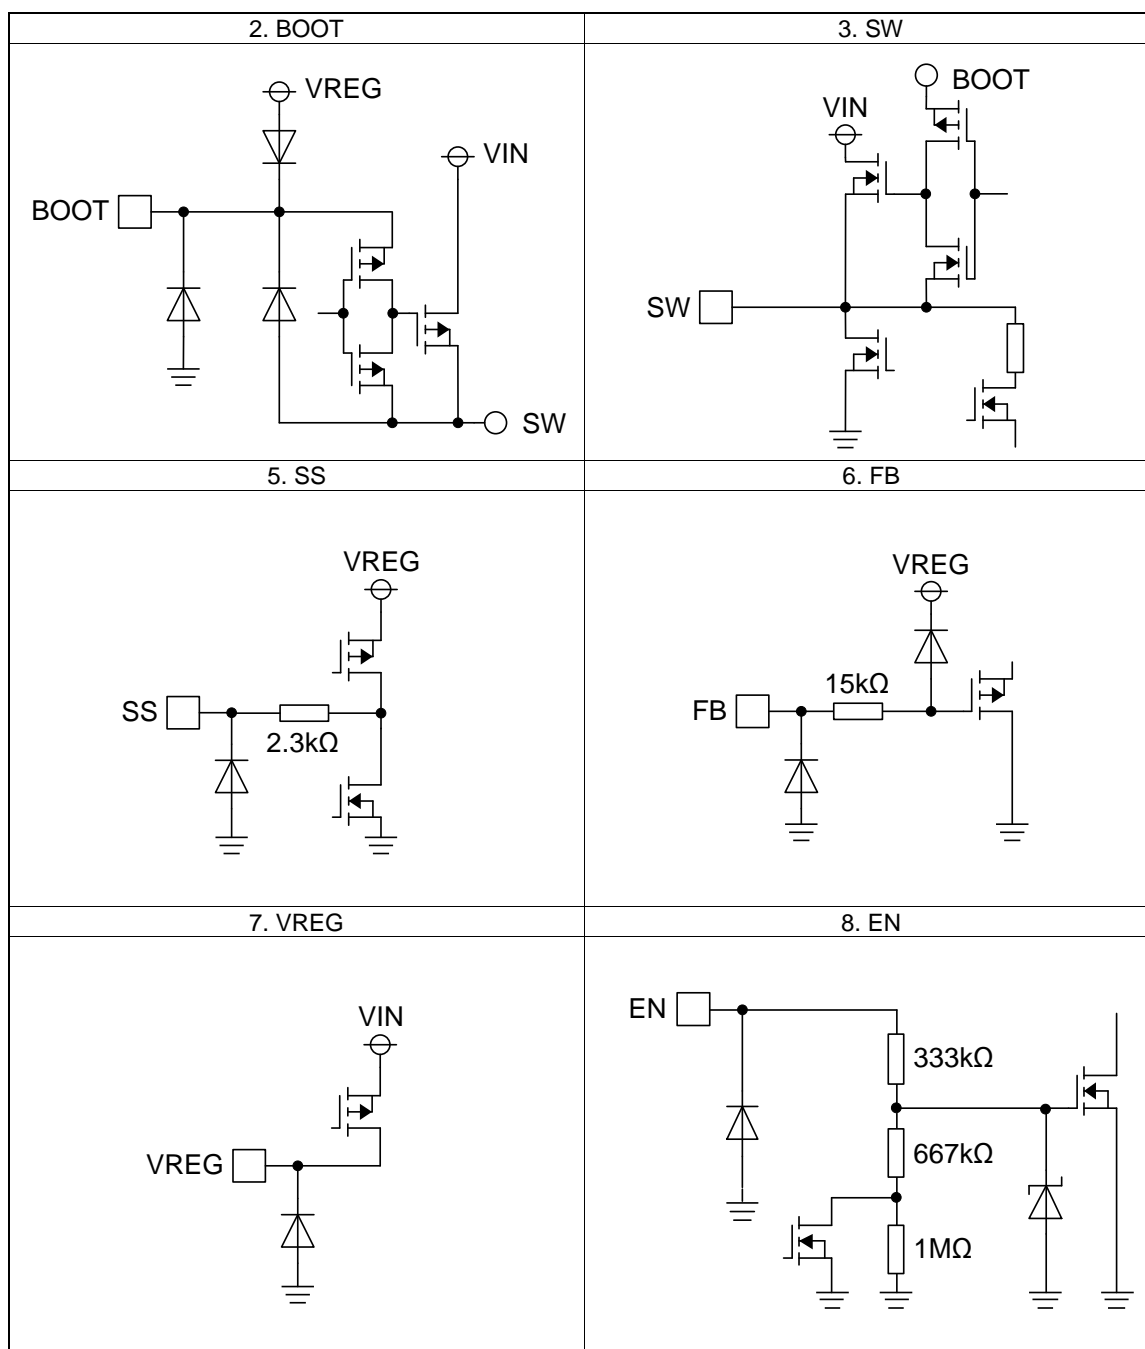 2. BOOT
3. SW
VREG
VIN
BOOT
SW
BOOT
VIN
SW
5. SS
6. FB
VREG
SS
2.3kΩ
VREG
15kΩ
FB
7. VREG
8. EN
VIN
VREG
EN
333kΩ
667kΩ
1MΩ